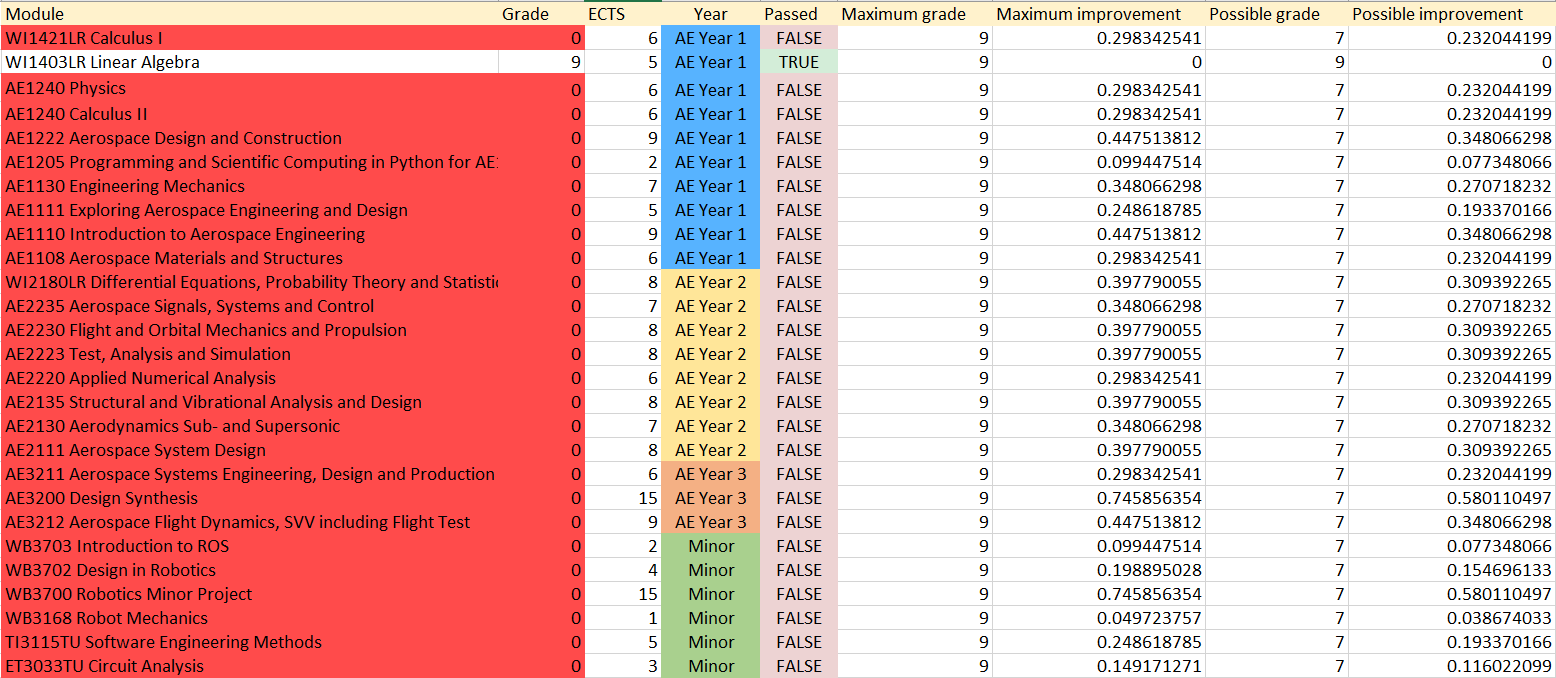 Module Grade ECTS Year Passed Maximum grade Maximum improvement Possible grade Possible improvement
WI1421LR Calculus I 0 6 AE Year 1 FALSE 9 0.298342541 7 0.232044199
WI1403LR Linear Algebra 9 5 AE Year 1 TRUE 9 0 9 0
AE1240 Physics 0 6 AE Year 1 FALSE 9 0.298342541 7 0.232044199
AE1240 Calculus II 0 6 AE Year 1 FALSE 9 0.298342541 7 0.232044199
AE1222 Aerospace Design and Construction 0 9 AE Year 1 FALSE 9 0.447513812 7 0.348066298
AE1205 Programming and Scientific Computing in Python for AE: 0 2 AE Year 1 FALSE 9 0.099447514 7 0.077348066
AE1130 Engineering Mechanics 0 7 AE Year 1 FALSE 9 0.348066298 7 0.270718232
AE1111 Exploring Aerospace Engineering and Design 0 5 AE Year 1 FALSE 9 0.248618785 7 0.193370166
AE1110 Introduction to Aerospace Engineering 0 9 AE Year 1 FALSE 9 0.447513812 7 0.348066298
AE1108 Aerospace Materials and Structures 0 6 AE Year 1 FALSE 9 0.298342541 7 0.232044199
WI2180LR Differential Equations, Probability Theory and Statistic 0 8 AE Year 2 FALSE 9 0.397790055 7 0.309392265
AE2235 Aerospace Signals, Systems and Control 0 7 AE Year 2 FALSE 9 0.348066298 7 0.270718232
AE2230 Flight and Orbital Mechanics and Propulsion 0 8 AE Year 2 FALSE 9 0.397790055 7 0.309392265
AE2223 Test, Analysis and Simulation 0 8 AE Year 2 FALSE 9 0.397790055 7 0.309392265
AE2220 Applied Numerical Analysis 0 6 AE Year 2 FALSE 9 0.298342541 7 0.232044199
AE2135 Structural and Vibrational Analysis and Design 0 8 AE Year 2 FALSE 9 0.397790055 7 0.309392265
AE2130 Aerodynamics Sub- and Supersonic 0 7 AE Year 2 FALSE 9 0.348066298 7 0.270718232
AE2111 Aerospace System Design 0 8 AE Year 2 FALSE 9 0.397790055 7 0.309392265
AE3211 Aerospace Systems Engineering, Design and Production 0 6 AE Year 3 FALSE 9 0.298342541 7 0.232044199
AE3200 Design Synthesis 0 15 AE Year 3 FALSE 9 0.745856354 7 0.580110497
AE3212 Aerospace Flight Dynamics, SVV including Flight Test 0 9 AE Year 3 FALSE 9 0.447513812 7 0.348066298
WB3703 Introduction to ROS 0 2 Minor FALSE 9 0.099447514 7 0.077348066
WB3702 Design in Robotics 0 4 Minor FALSE 9 0.198895028 7 0.154696133
WB3700 Robotics Minor Project 0 15 Minor FALSE 9 0.745856354 7 0.580110497
WB3168 Robot Mechanics 0 1 Minor FALSE 9 0.049723757 7 0.038674033
TI3115TU Software Engineering Methods 0 5 Minor FALSE 9 0.248618785 7 0.193370166
ET3033TU Circuit Analysis 0 3 Minor FALSE 9 0.149171271 7 0.116022099